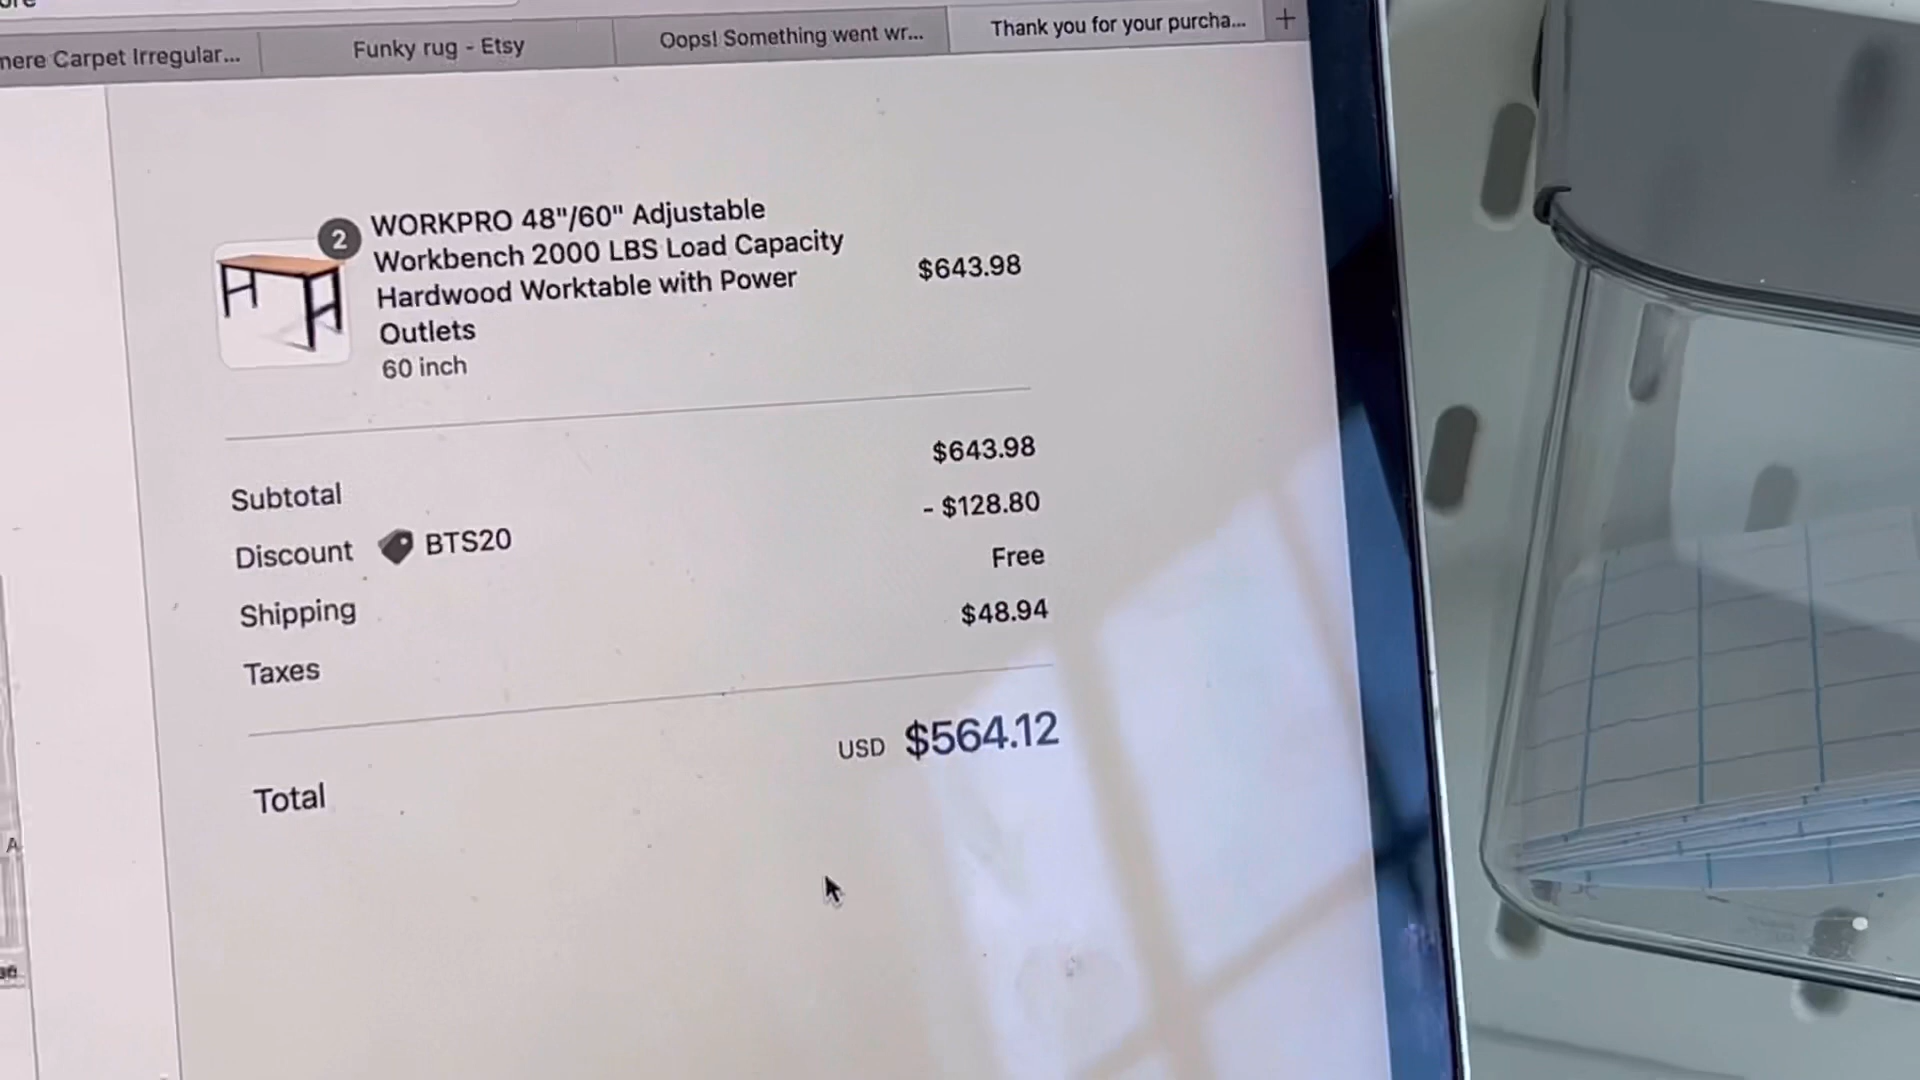 nere Carpet Irregular...
Funky rug - Etsy
Oops! Something went wr...
Thank you for your purcha...
+
2
WORKPRO 48"/60" Adjustable
Workbench 2000 LBS Load Capacity
Hardwood Worktable with Power
Outlets
60 inch
$643.98
Subtotal
$643.98
Discount BTS20
- $128.80
Shipping
Free
Taxes
$48.94
Total
USD $564.12
A